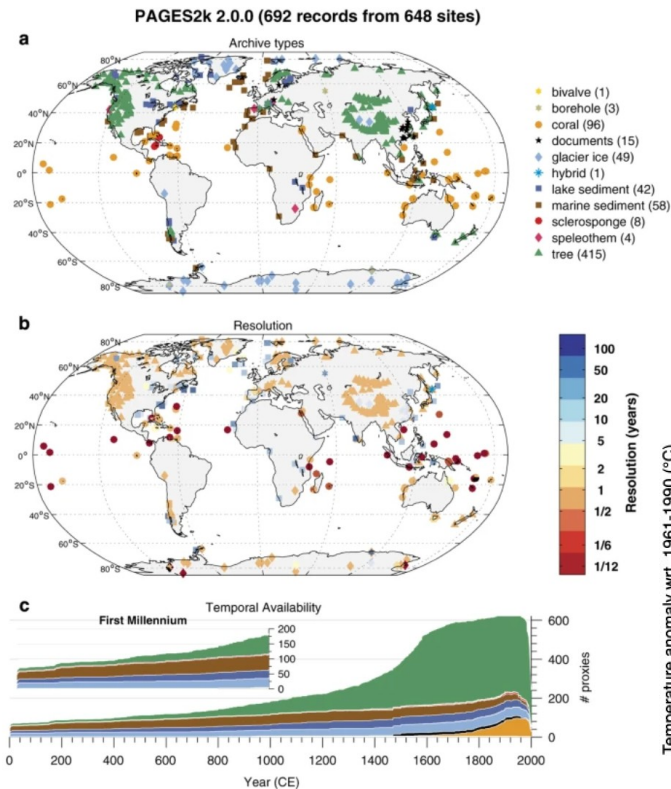 PAGES2k 2.0.0 (692 records from 648 sites)
a
Archive types
80°N
60°N
40°N
20°N
0°
20°S
40°S
60°S
80°S
bivalve (1)
borehole (3)
coral (96)
documents (15)
glacier ice (49)
hybrid (1)
lake sediment (42)
marine sediment (58)
sclerosponge (8)
speleothem (4)
tree (415)
b
Resolution
80°N
60°N
40°N
20°N
0°
20°S
40°S
60°S
80°S
100
50
20
10
5
2
1
1/2
1/6
1/12
Resolution (years)
Temperature anomaly wrt. 1961-1990 (°C)
c
Temporal Availability
First Millennium
200
150
100
50
0
600
400
200
0
# proxies
0 200 400 600 800 1000 1200 1400 1600 1800 2000
Year (CE)